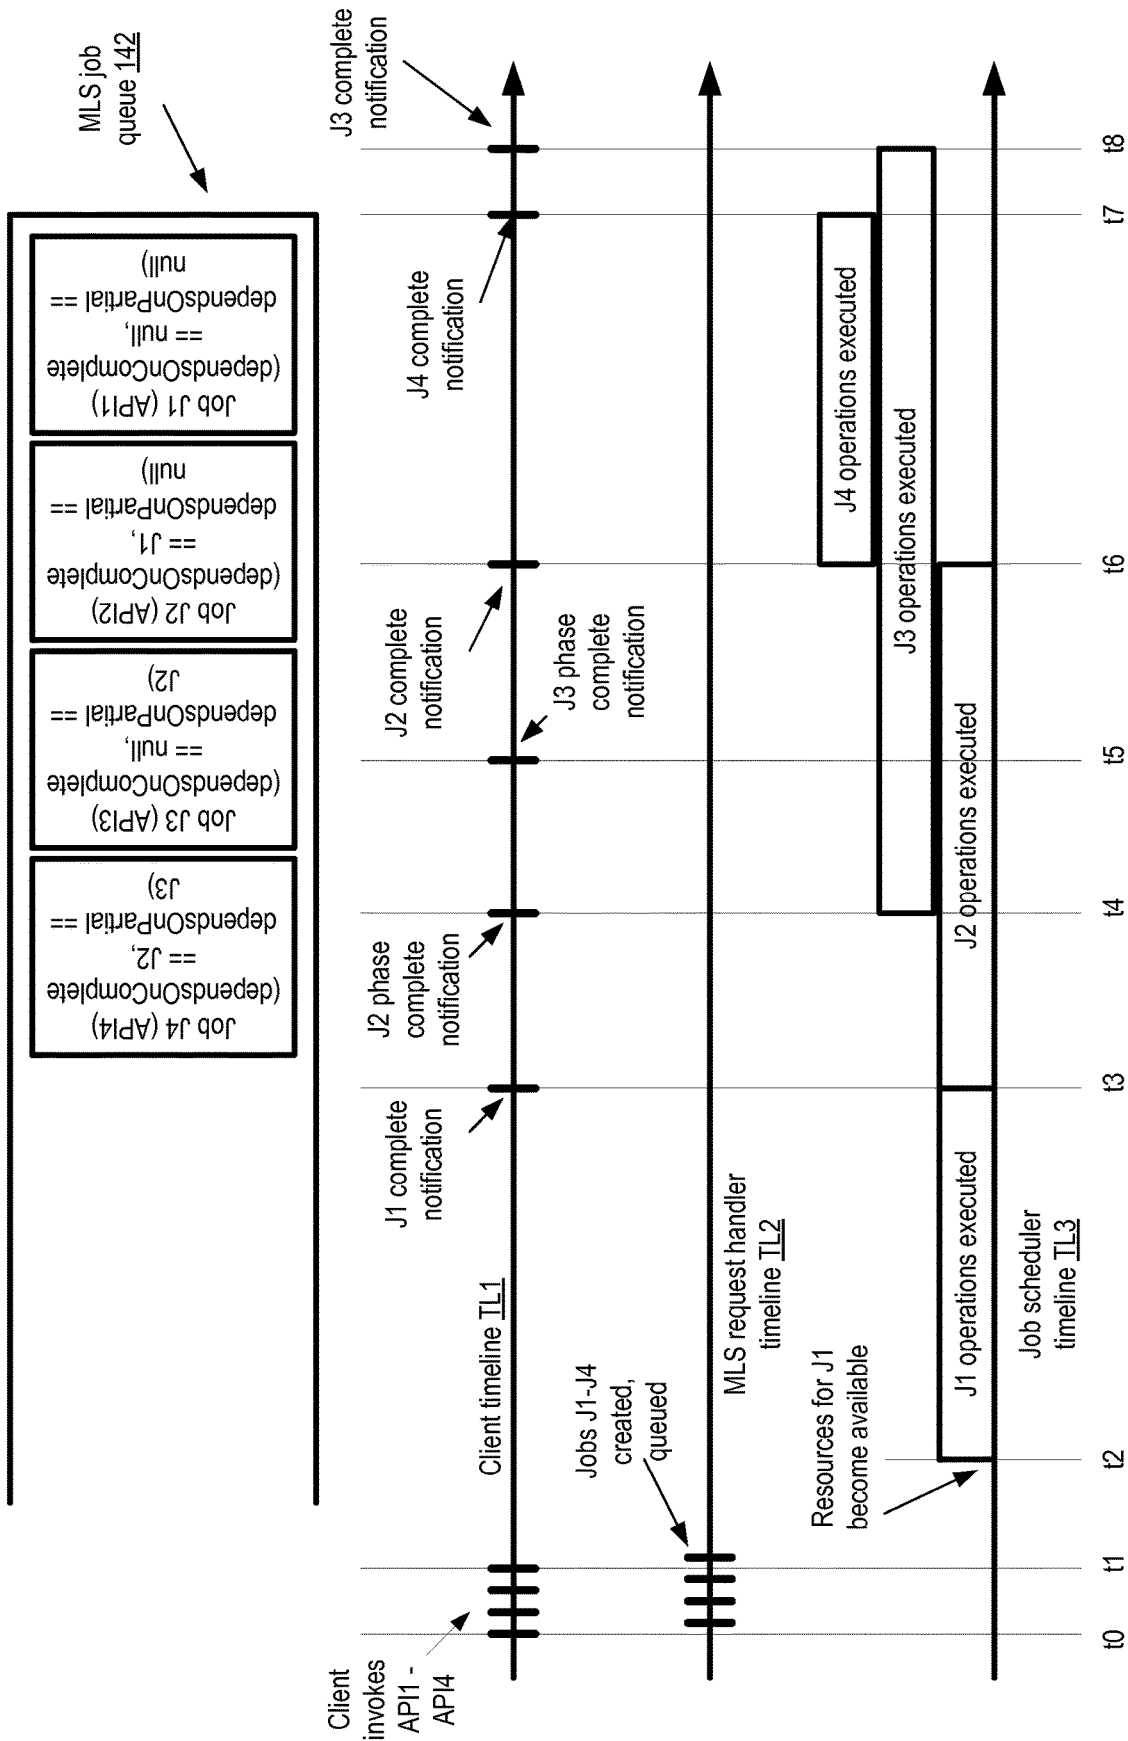 MLS job
queue 142
Job J4 (API4)
(dependsOnComplete
== J2,
dependsOnPartial ==
J3)
Job J3 (API3)
(dependsOnComplete
== null,
dependsOnPartial ==
J2)
Job J2 (API2)
(dependsOnComplete
== J1,
dependsOnPartial ==
null)
Job J1 (API1)
(dependsOnComplete
== null,
dependsOnPartial ==
null)
Client
invokes
API1 -
API4
J1 complete
notification
J2 phase
complete
notification
J3 phase
complete
notification
J2 complete
notification
J4 complete
notification
J3 complete
notification
Client timeline TL1
Jobs J1-J4
created,
queued
MLS request handler
timeline TL2
Resources for J1
become available
J4 operations executed
J3 operations executed
J1 operations executed
J2 operations executed
Job scheduler
timeline TL3
t0
t1
t2
t3
t4
t5
t6
t7
t8